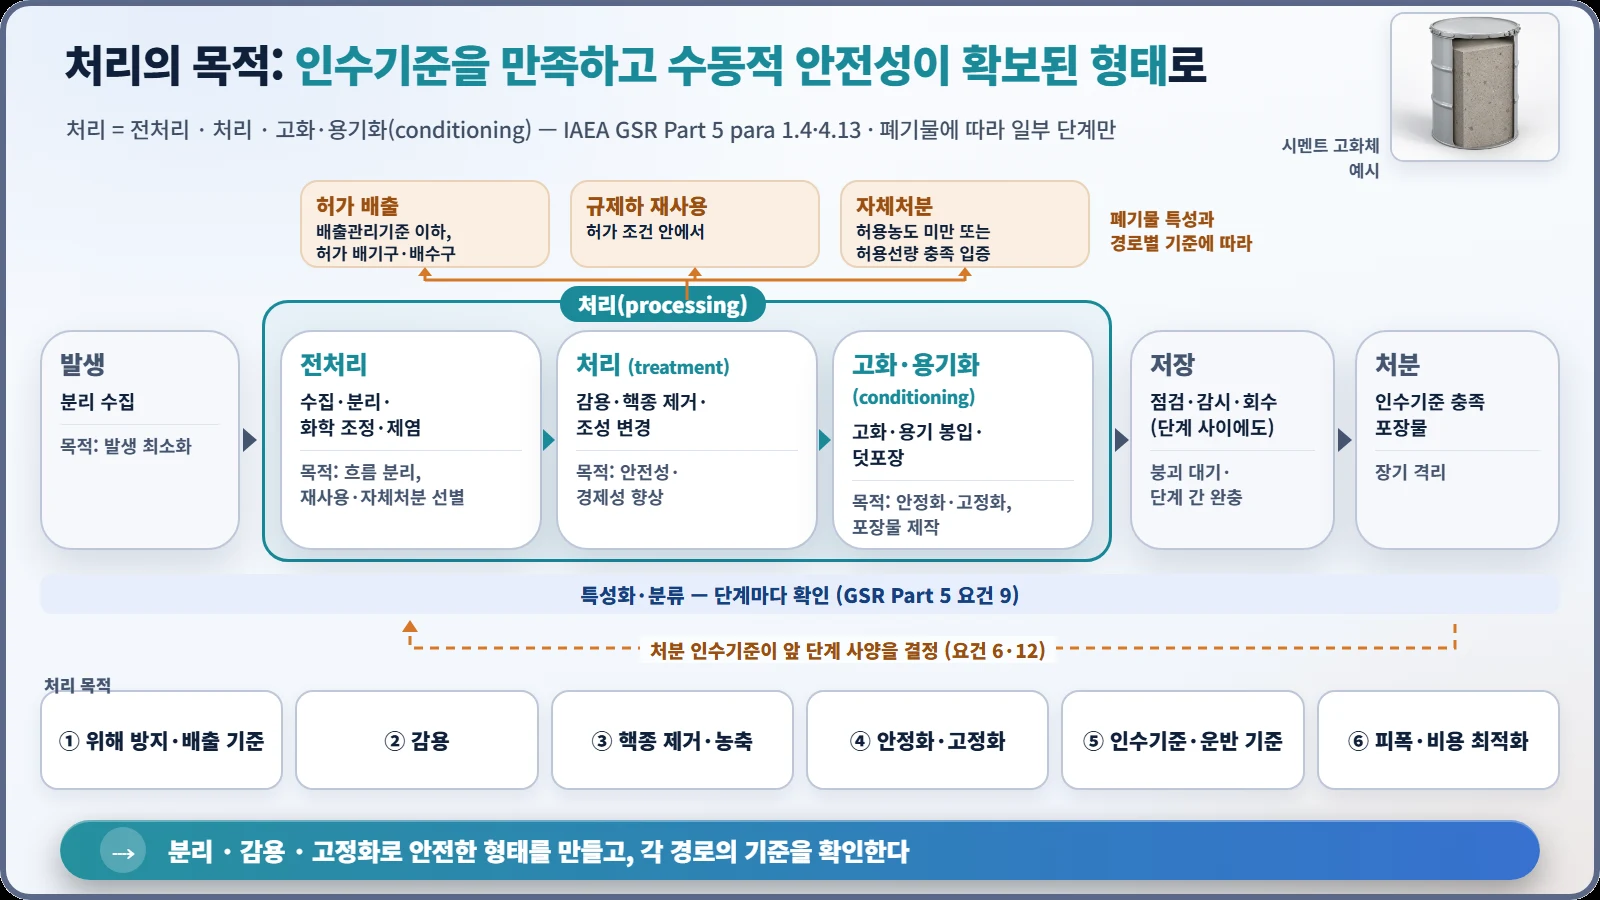 처리의 목적: 인수기준을 만족하고 수동적 안전성이 확보된 형태로
처리 = 전처리 · 처리 · 고화·용기화(conditioning) — IAEA GSR Part 5 para 1.4·4.13 · 폐기물에 따라 일부 단계만
시멘트 고화체
예시
허가 배출
배출관리기준 이하,
허가 배기구·배수구
규제하 재사용
허가 조건 안에서
자체처분
허용농도 미만 또는
허용선량 충족 입증
폐기물 특성과
경로별 기준에 따라
처리(processing)
발생
분리 수집
목적: 발생 최소화
전처리
수집·분리·
화학 조정·제염
목적: 흐름 분리,
재사용·자체처분 선별
처리 (treatment)
감용·핵종 제거·
조성 변경
목적: 안전성·
경제성 향상
고화·용기화
(conditioning)
고화·용기 봉입·
덧포장
목적: 안정화·고정화,
포장물 제작
저장
점검·감시·회수
(단계 사이에도)
붕괴 대기·
단계 간 완충
처분
인수기준 충족
포장물
장기 격리
특성화·분류 — 단계마다 확인 (GSR Part 5 요건 9)
처분 인수기준이 앞 단계 사양을 결정 (요건 6·12)
처리 목적
① 위해 방지·배출 기준
② 감용
③ 핵종 제거·농축
④ 안정화·고정화
⑤ 인수기준·운반 기준
⑥ 피폭·비용 최적화
→ 분리 · 감용 · 고정화로 안전한 형태를 만들고, 각 경로의 기준을 확인한다